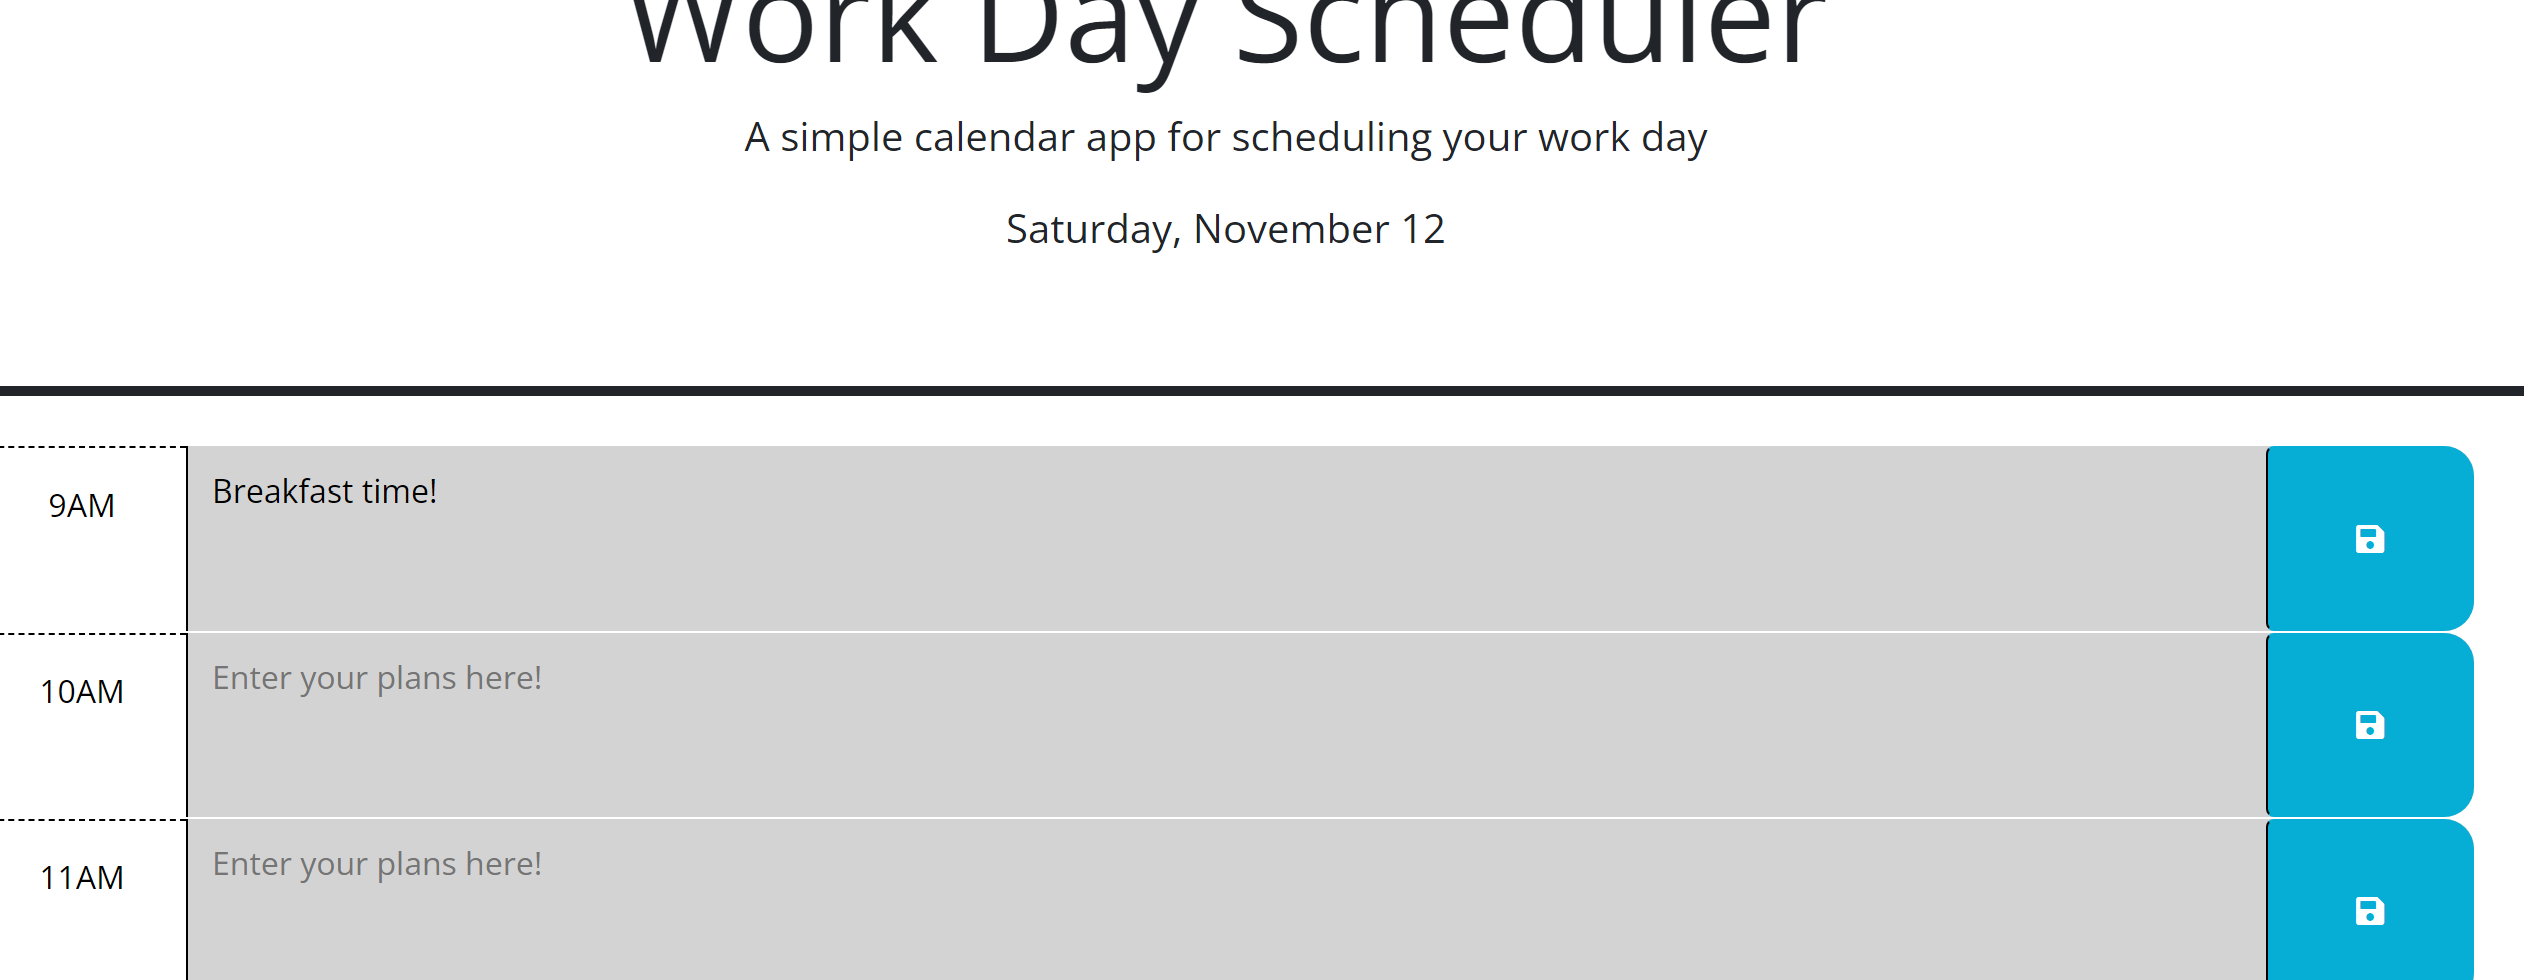 Work Day Scheduler
A simple calendar app for scheduling your work day
Saturday, November 12
9AM
Breakfast time!
10AM
Enter your plans here!
11AM
Enter your plans here!